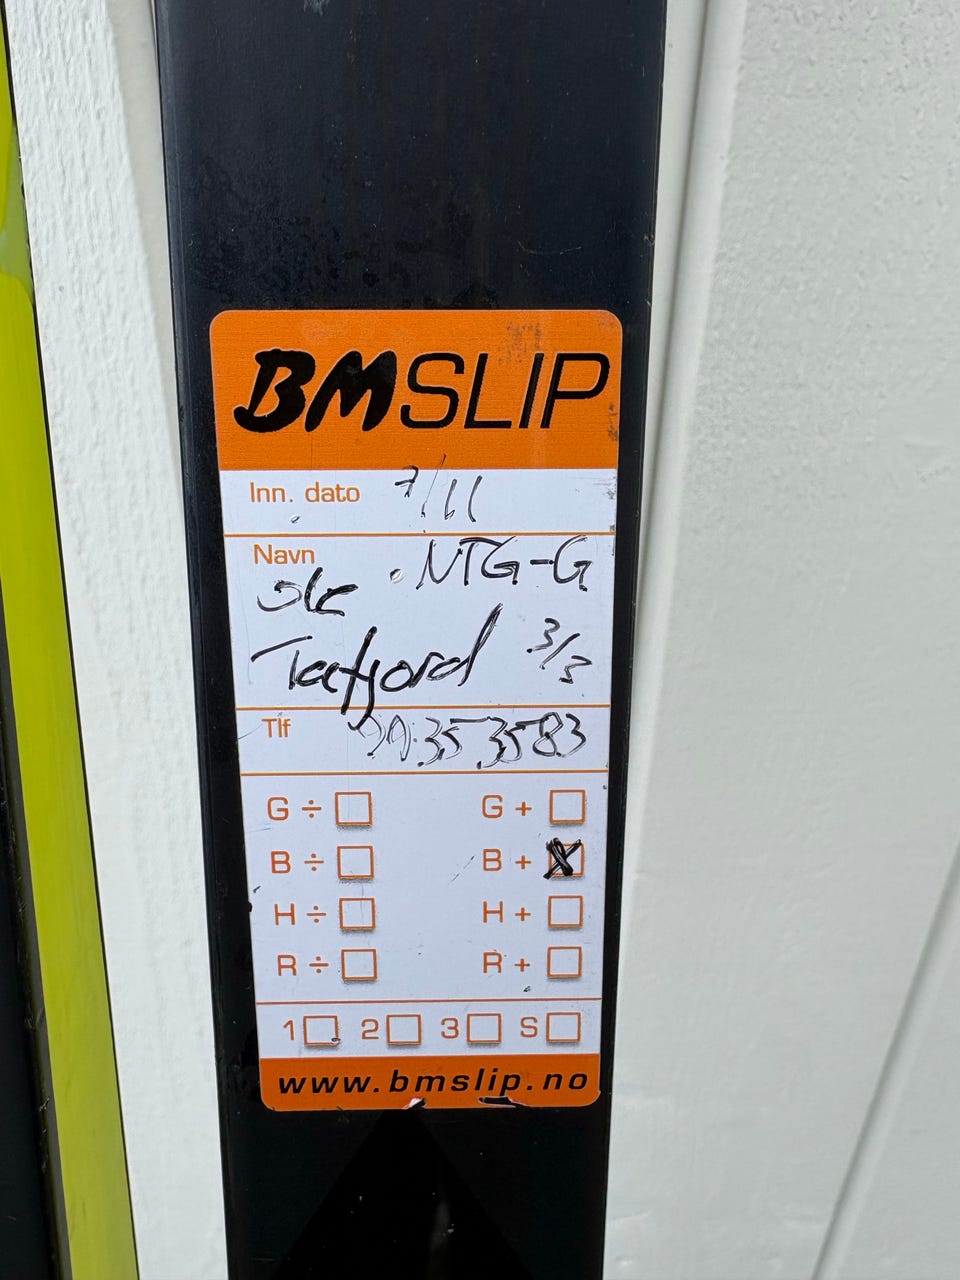 BMSLIP
Inn. dato 7/11
Navn . NTG-G
Ole
Tafjord 3/3
Tlf
G ÷ G +
B ÷ B + X
H ÷ H +
R ÷ R +
1 2 3 S
www.bmslip.no